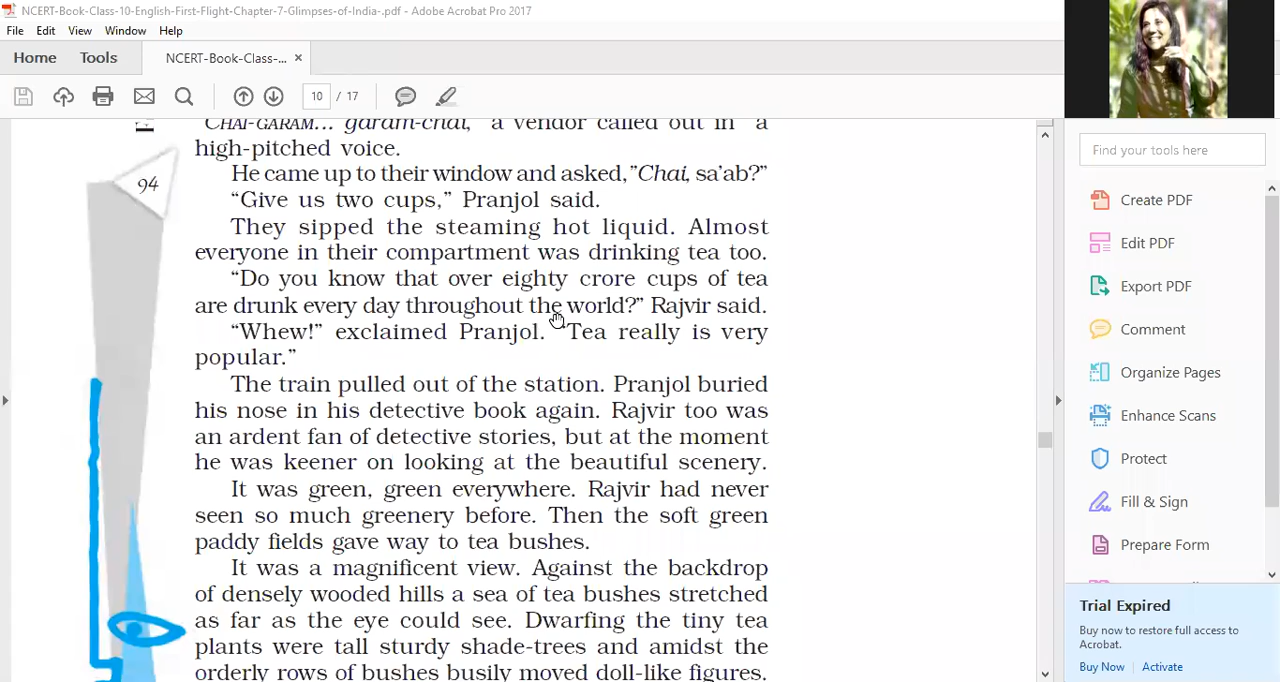 NCERT-Book-Class-10-English-First-Flight-Chapter-7-Glimpses-of-India-.pdf - Adobe Acrobat Pro 2017
File Edit View Window Help
Home Tools NCERT-Book-Class-... ×
10 / 17
"CHAI-GARAM... garam-chai," a vendor called out in a
high-pitched voice.
94
He came up to their window and asked,"Chai, sa'ab?"
"Give us two cups," Pranjol said.
They sipped the steaming hot liquid. Almost
everyone in their compartment was drinking tea too.
"Do you know that over eighty crore cups of tea
are drunk every day throughout the world?" Rajvir said.
"Whew!" exclaimed Pranjol. "Tea really is very
popular."
The train pulled out of the station. Pranjol buried
his nose in his detective book again. Rajvir too was
an ardent fan of detective stories, but at the moment
he was keener on looking at the beautiful scenery.
It was green, green everywhere. Rajvir had never
seen so much greenery before. Then the soft green
paddy fields gave way to tea bushes.
It was a magnificent view. Against the backdrop
of densely wooded hills a sea of tea bushes stretched
as far as the eye could see. Dwarfing the tiny tea
plants were tall sturdy shade-trees and amidst the
orderly rows of bushes busily moved doll-like figures.
Find your tools here
Create PDF
Edit PDF
Export PDF
Comment
Organize Pages
Enhance Scans
Protect
Fill & Sign
Prepare Form
Trial Expired
Buy now to restore full access to
Acrobat.
Buy Now Activate